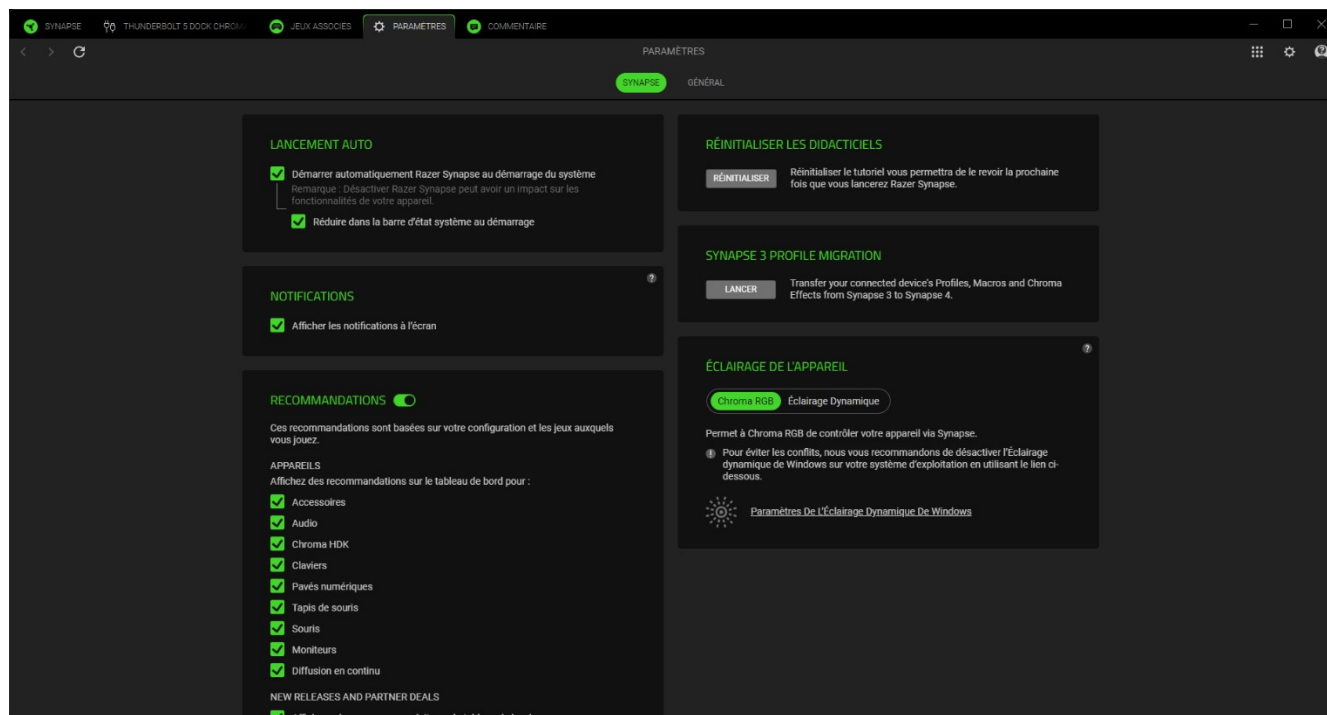 SYNAPSE
THUNDERBOLT 5 DOCK CHROM
JEUX ASSOCIÉS
PARAMÈTRES
COMMENTAIRE
PARAMÈTRES
SYNAPSE
GÉNÉRAL
LANCEMENT AUTO
Démarrer automatiquement Razer Synapse au démarrage du système
Remarque : Désactiver Razer Synapse peut avoir un impact sur les
fonctionnalités de votre appareil.
Réduire dans la barre d'état système au démarrage
NOTIFICATIONS
Afficher les notifications à l'écran
RECOMMANDATIONS
Ces recommandations sont basées sur votre configuration et les jeux auxquels
vous jouez.
APPAREILS
Affichez des recommandations sur le tableau de bord pour :
Accessoires
Audio
Chroma HDK
Claviers
Pavés numériques
Tapis de souris
Souris
Moniteurs
Diffusion en continu
NEW RELEASES AND PARTNER DEALS
RÉINITIALISER LES DIDACTICIELS
RÉINITIALISER
Réinitialiser le tutoriel vous permettra de le revoir la prochaine
fois que vous lancerez Razer Synapse.
SYNAPSE 3 PROFILE MIGRATION
LANCER
Transfer your connected device's Profiles, Macros and Chroma
Effects from Synapse 3 to Synapse 4.
ÉCLAIRAGE DE L'APPAREIL
Chroma RGB
Éclairage Dynamique
Permet à Chroma RGB de contrôler votre appareil via Synapse.
Pour éviter les conflits, nous vous recommandons de désactiver l'Éclairage
dynamique de Windows sur votre système d'exploitation en utilisant le lien ci-
dessous.
Paramètres De L'Éclairage Dynamique De Windows